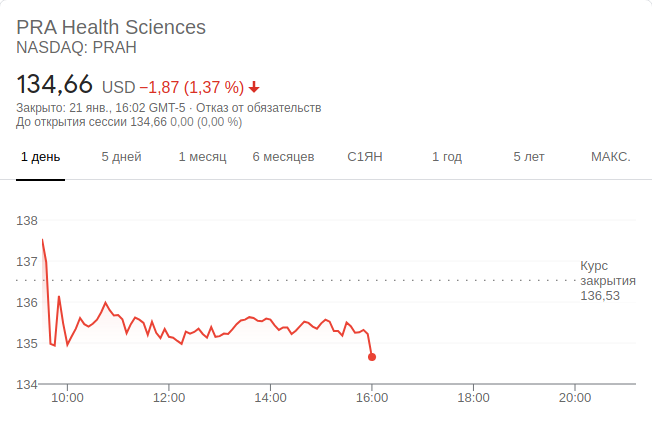 PRA Health Sciences
NASDAQ: PRAH
134,66 USD −1,87 (1,37 %)
Закрыто: 21 янв., 16:02 GMT-5 · Отказ от обязательств
До открытия сессии 134,66 0,00 (0,00 %)
1 день 5 дней 1 месяц 6 месяцев С1ЯН 1 год 5 лет МАКС.
138
137
136
135
134
Курс
закрытия
136,53
10:00 12:00 14:00 16:00 18:00 20:00